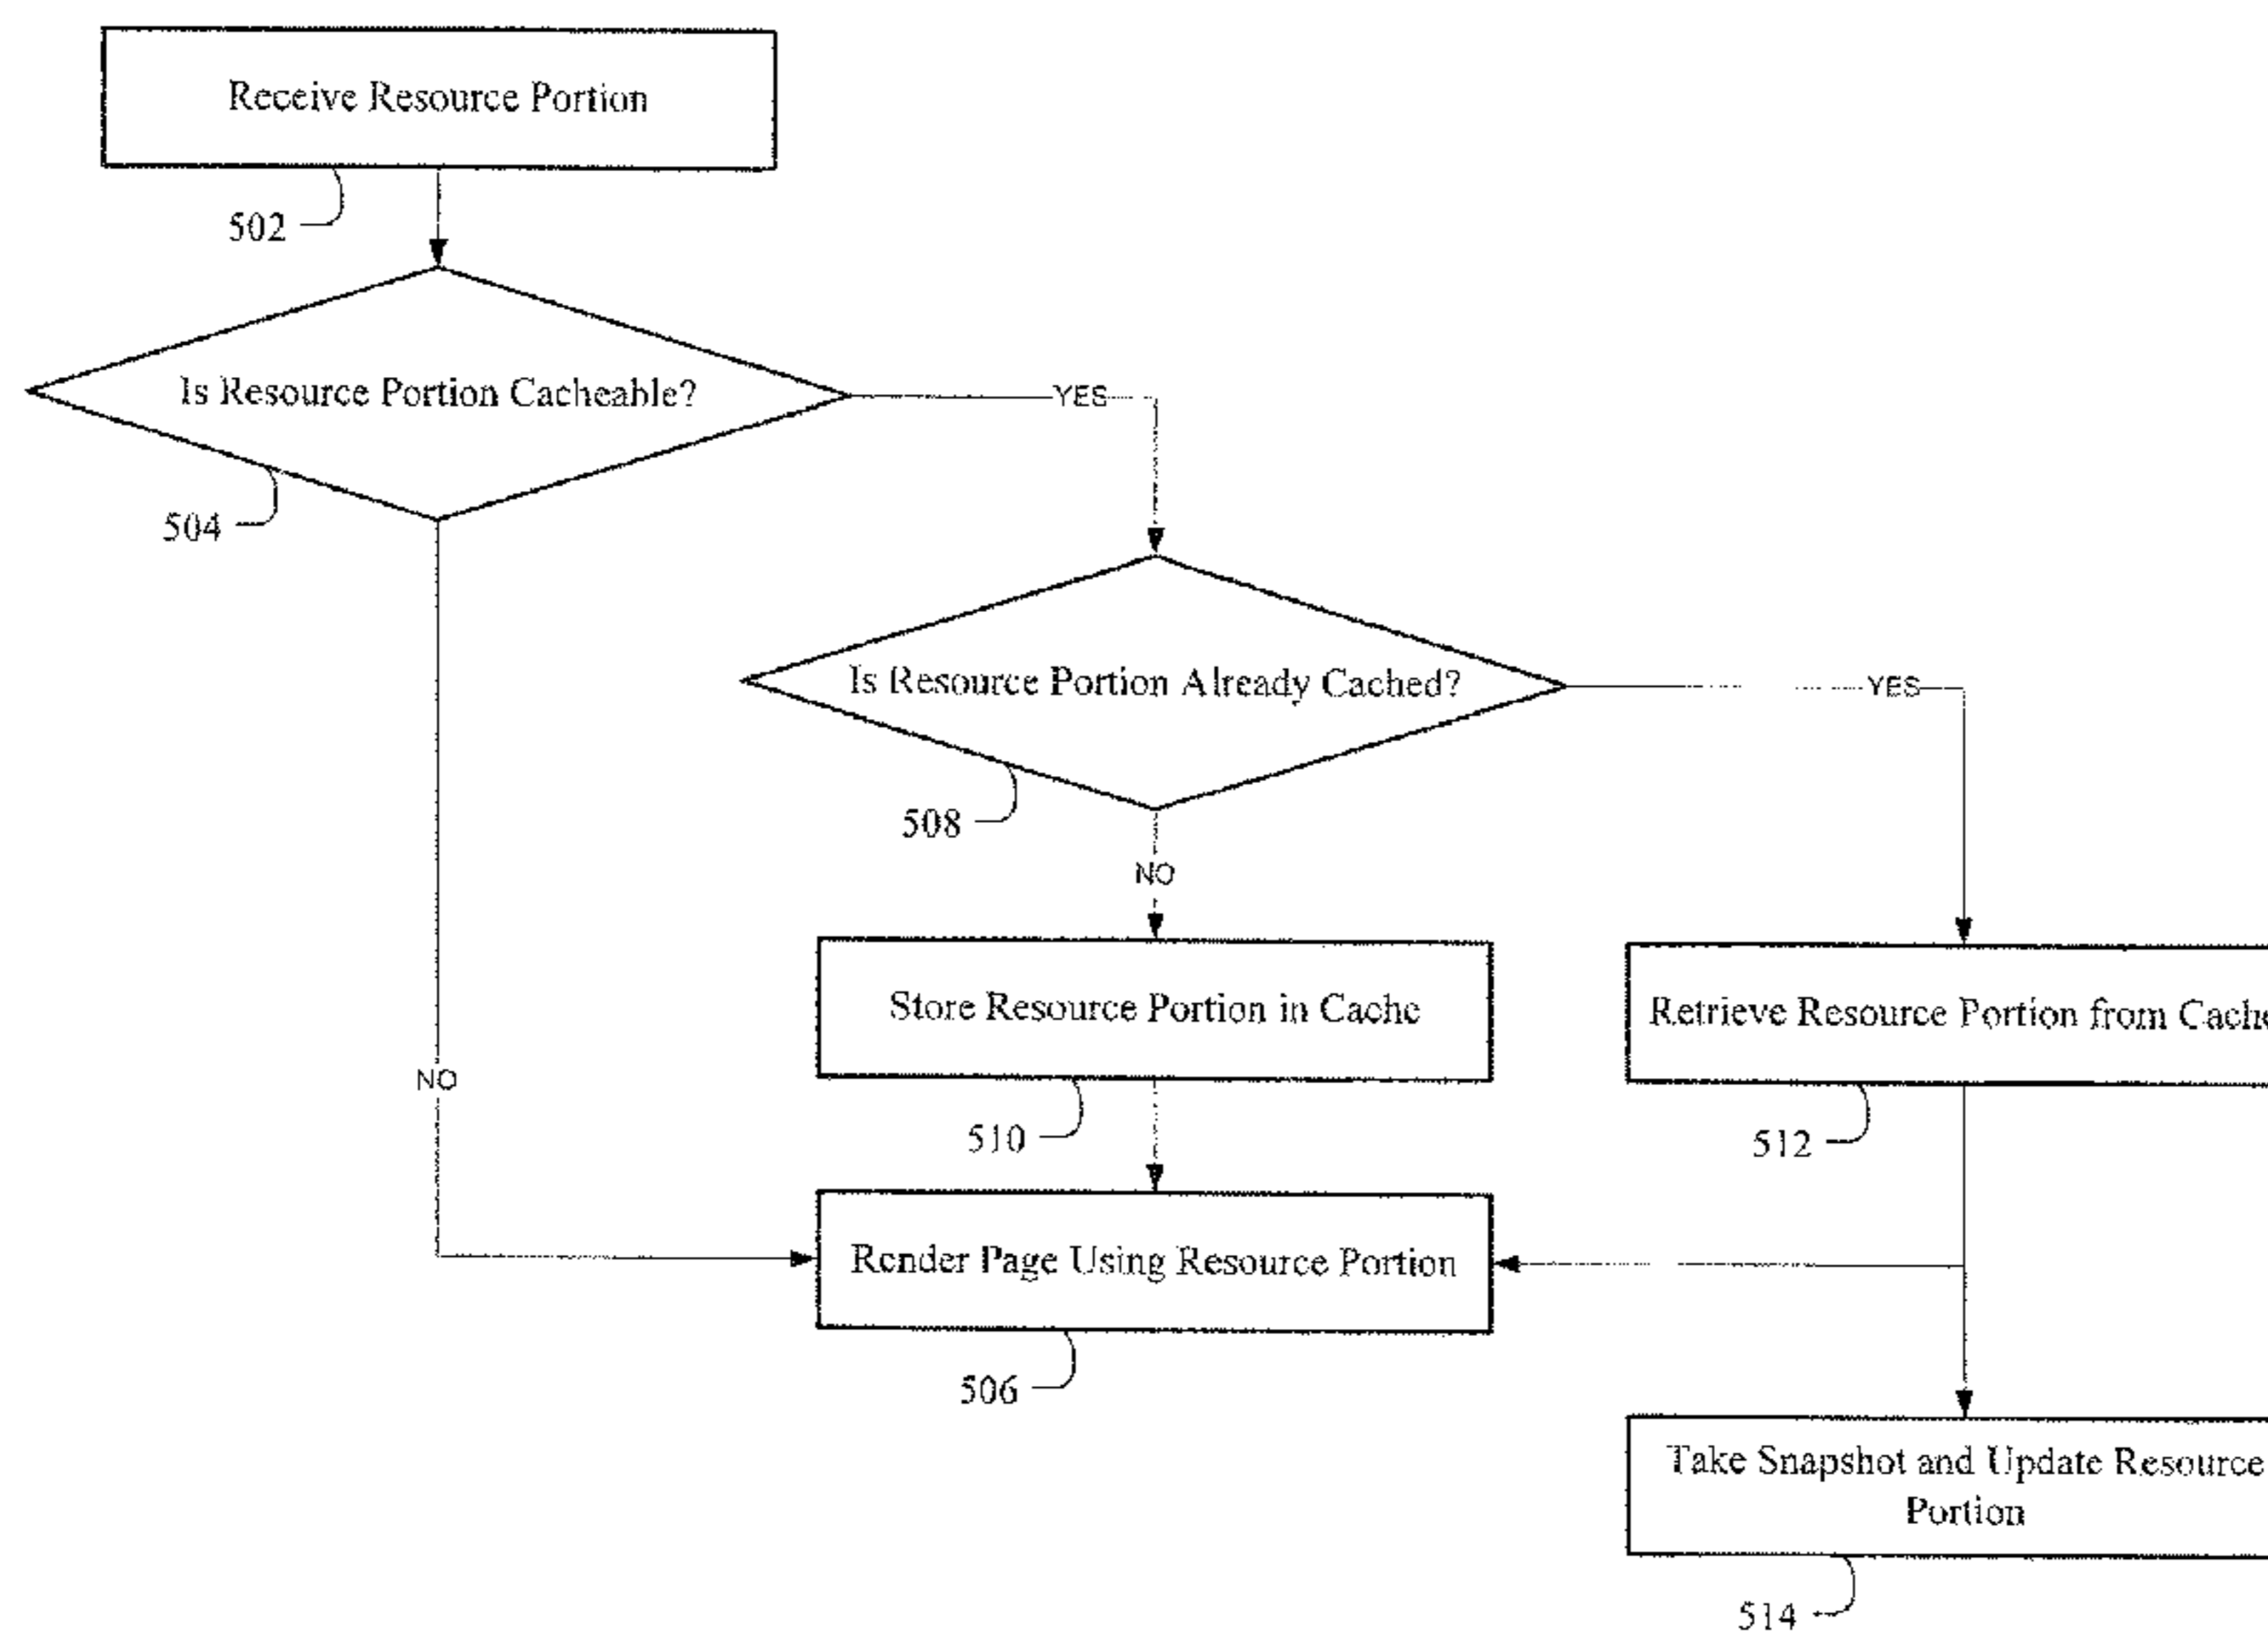 Receive Resource Portion
502
Is Resource Portion Cacheable?
YES
504
Is Resource Portion Already Cached?
YES
508
NO
Store Resource Portion in Cache
Retrieve Resource Portion from Cache
NO
510
512
Render Page Using Resource Portion
506
Take Snapshot and Update Resource
Portion
514